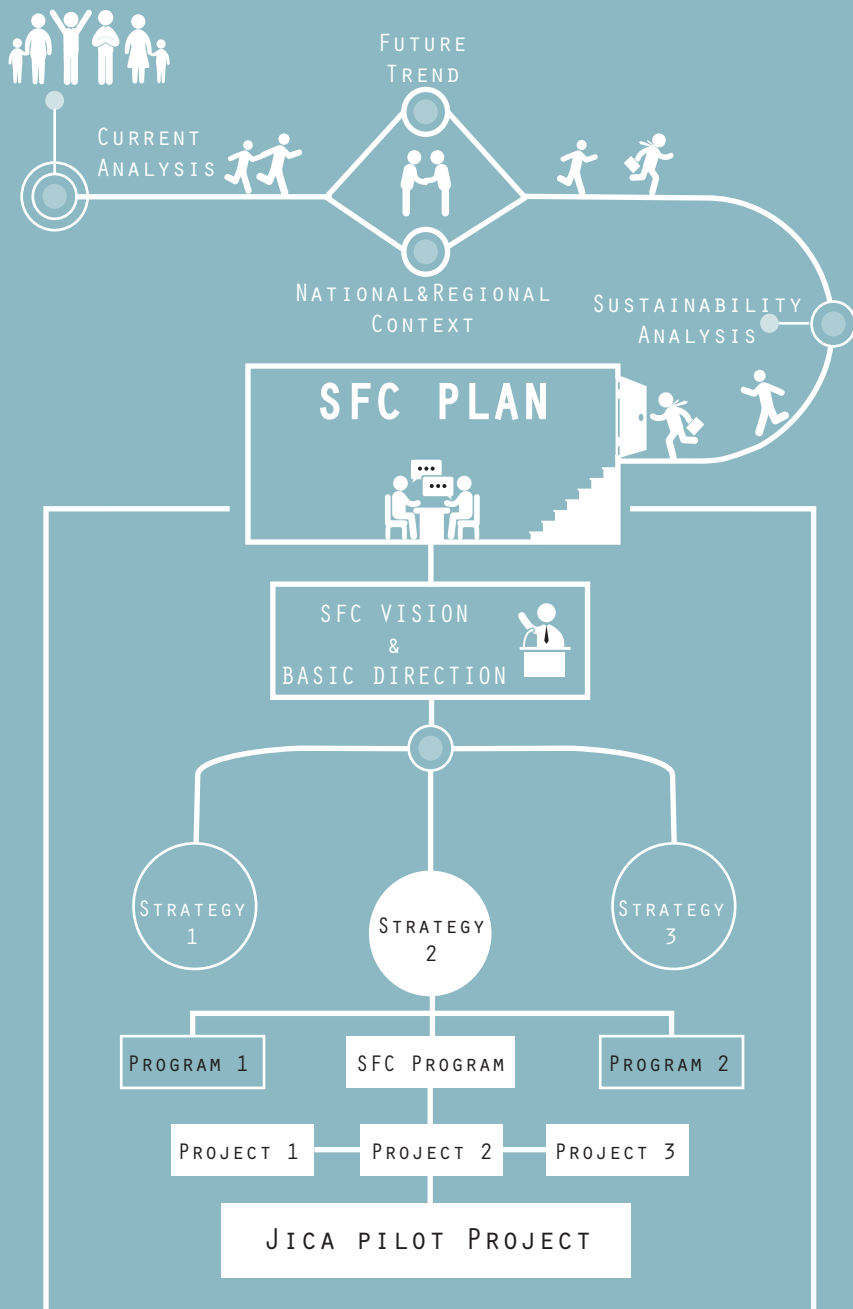 Future
Trend
Current
Analysis
National&Regional
Context
Sustainability
Analysis
SFC PLAN
SFC VISION
&
BASIC DIRECTION
Strategy
1
Strategy
2
Strategy
3
Program 1
SFC Program
Program 2
Project 1
Project 2
Project 3
Jica pilot Project